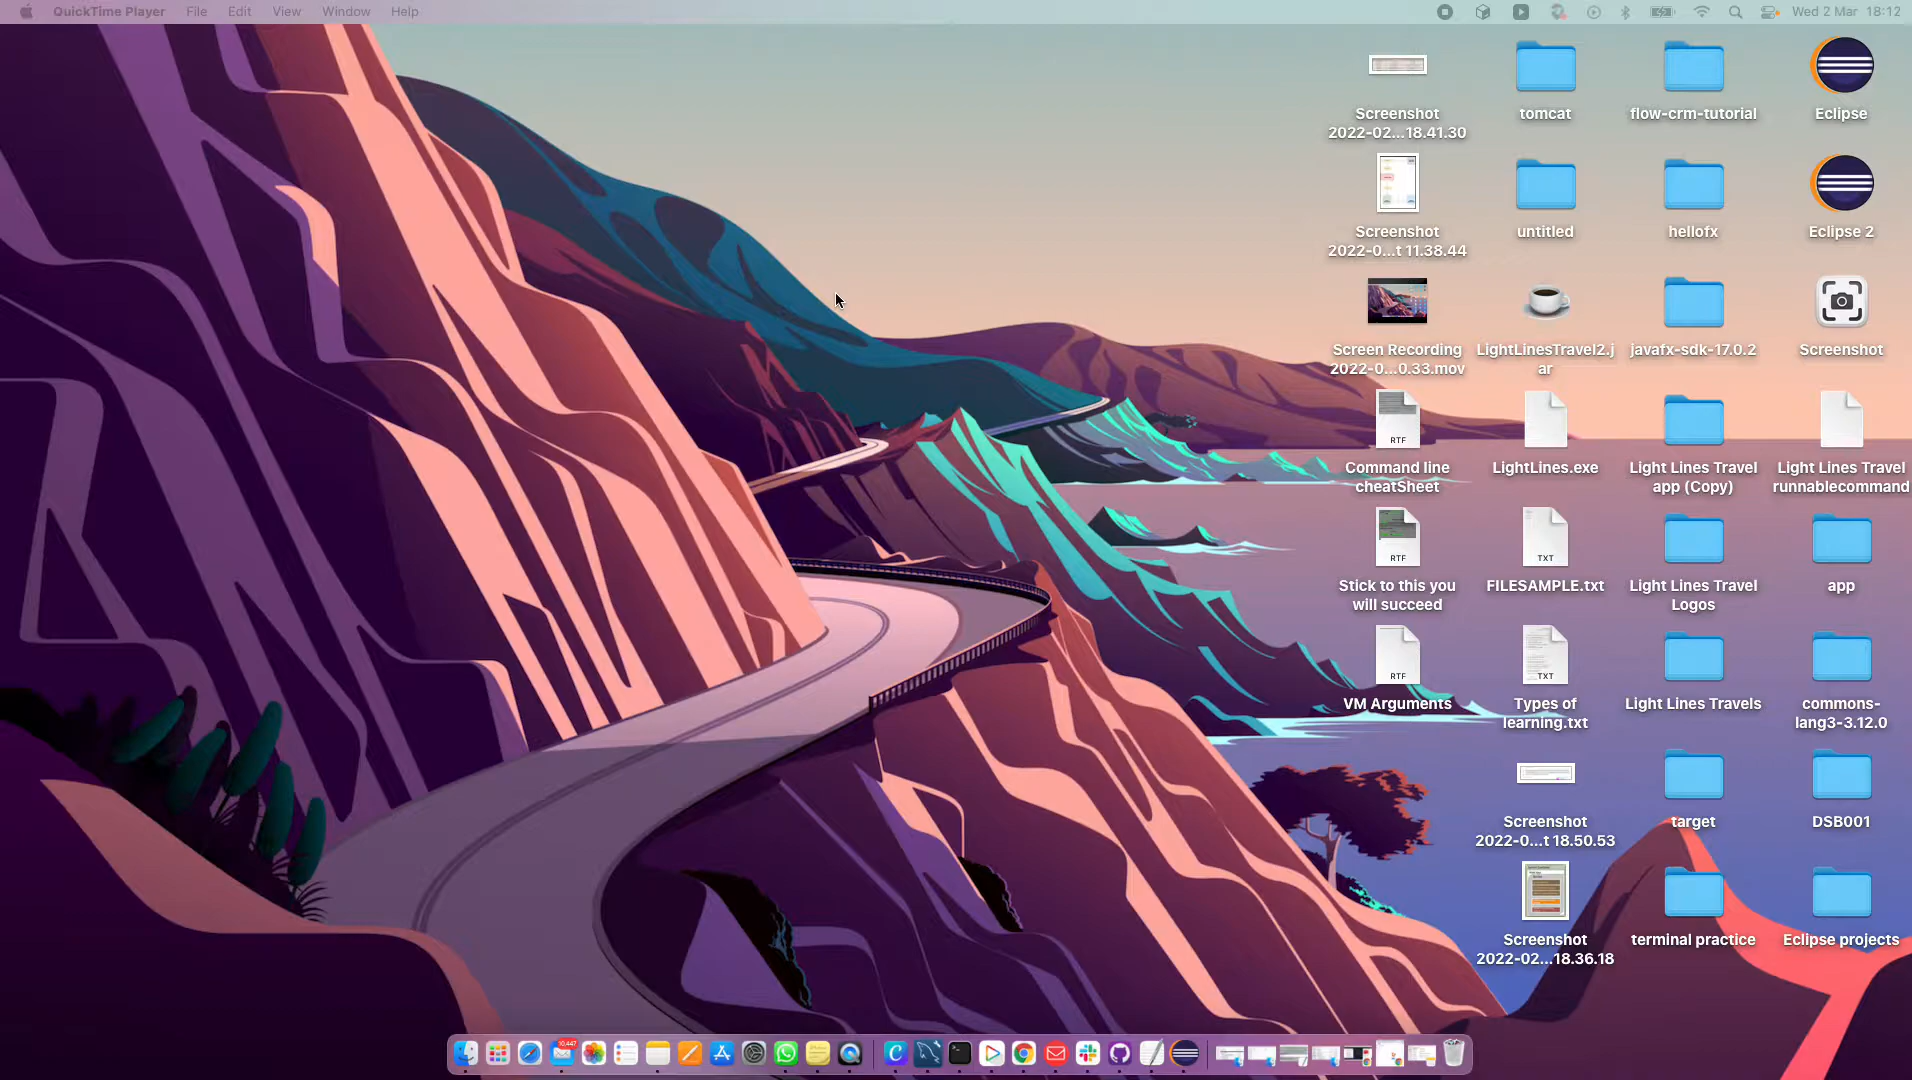 QuickTime Player File Edit View Window Help Wed 2 Mar 18:12
Screenshot
2022-02...18.41.30
tomcat
flow-crm-tutorial
Eclipse
Screenshot
2022-0...t 11.38.44
untitled
hellofx
Eclipse 2
Screen Recording
2022-0...0.33.mov
LightLinesTravel2.j
ar
javafx-sdk-17.0.2
Screenshot
RTF
Command line
cheatSheet
LightLines.exe
Light Lines Travel
app (Copy)
Light Lines Travel
runnablecommand
RTF
Stick to this you
will succeed
TXT
FILESAMPLE.txt
Light Lines Travel
Logos
app
RTF
VM Arguments
TXT
Types of
learning.txt
Light Lines Travels
commons-
lang3-3.12.0
Screenshot
2022-0...t 18.50.53
target
DSB001
Screenshot
2022-02...18.36.18
terminal practice
Eclipse projects
10,447